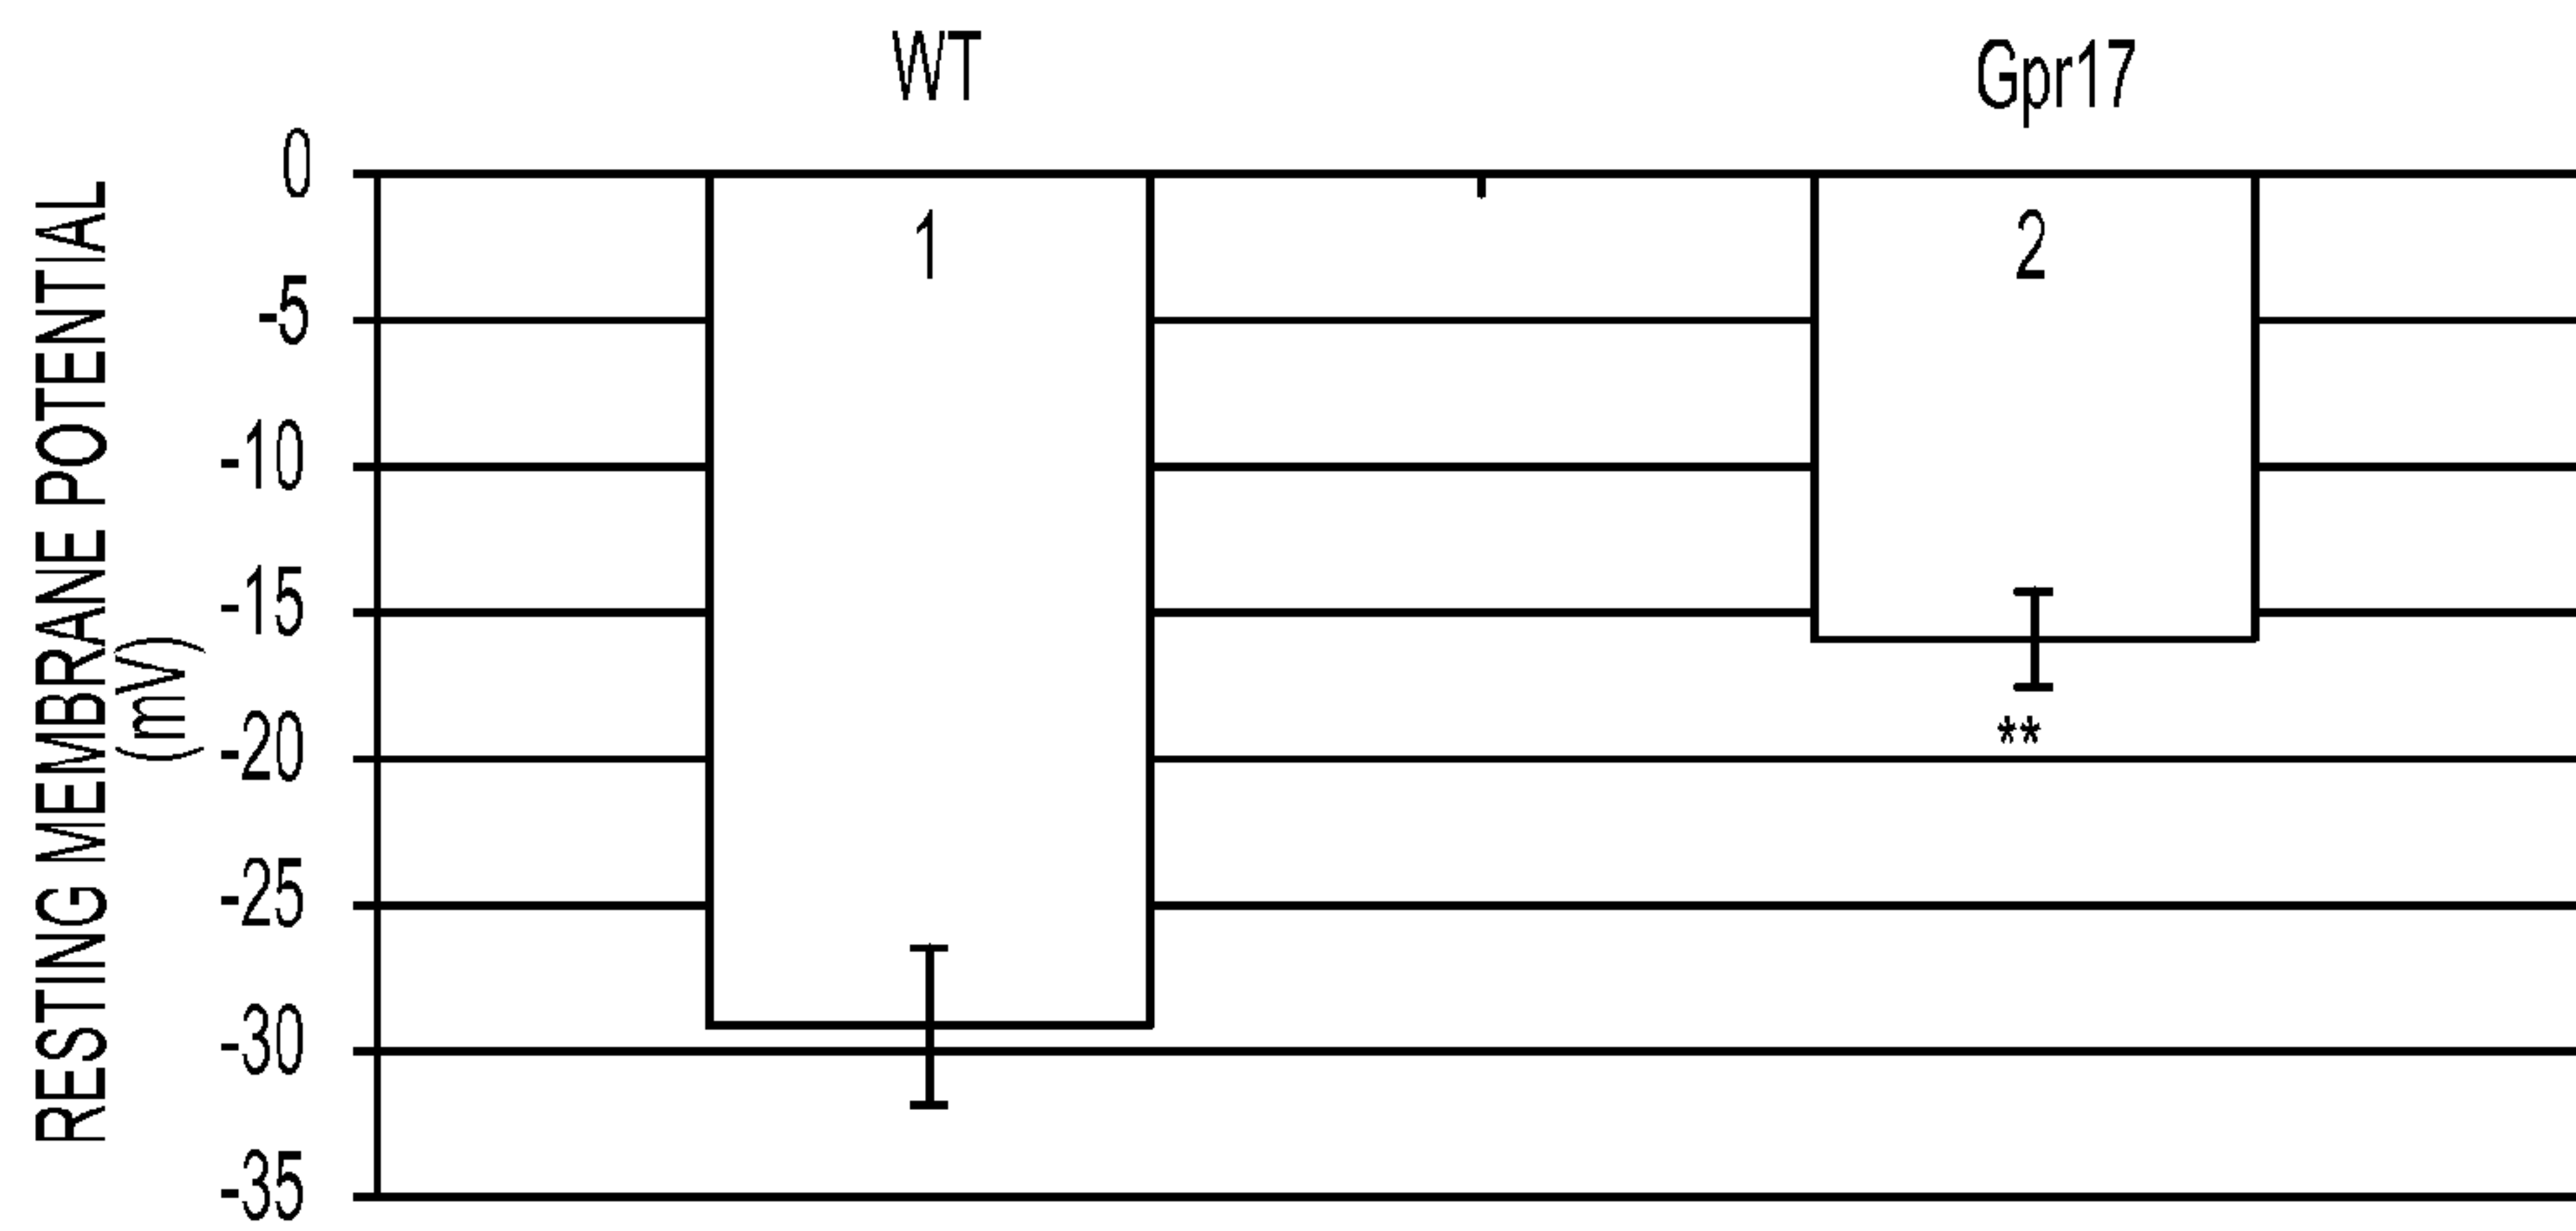 WT
Gpr17
RESTING MEMBRANE POTENTIAL
(mV)
0
-5
-10
-15
-20
-25
-30
-35
1
2
**